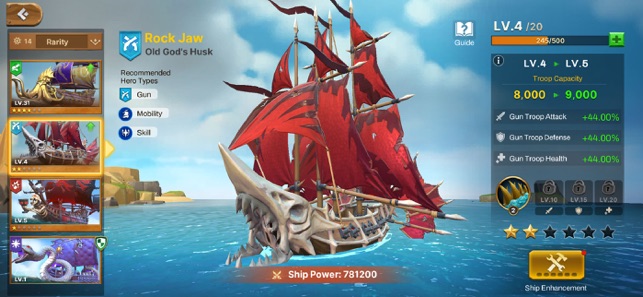 14 Rarity
LV.31
LV.4
LV.5
LV.1
Rock Jaw
Old God's Husk
Recommended
Hero Types
Gun
Mobility
Skill
Ship Power: 781200
Guide
LV.4 /20
245/500
LV.4 LV.5
Troop Capacity
8,000 9,000
Gun Troop Attack +44.00%
Gun Troop Defense +44.00%
Gun Troop Health +44.00%
2
LV.10 LV.15 LV.20
Ship Enhancement